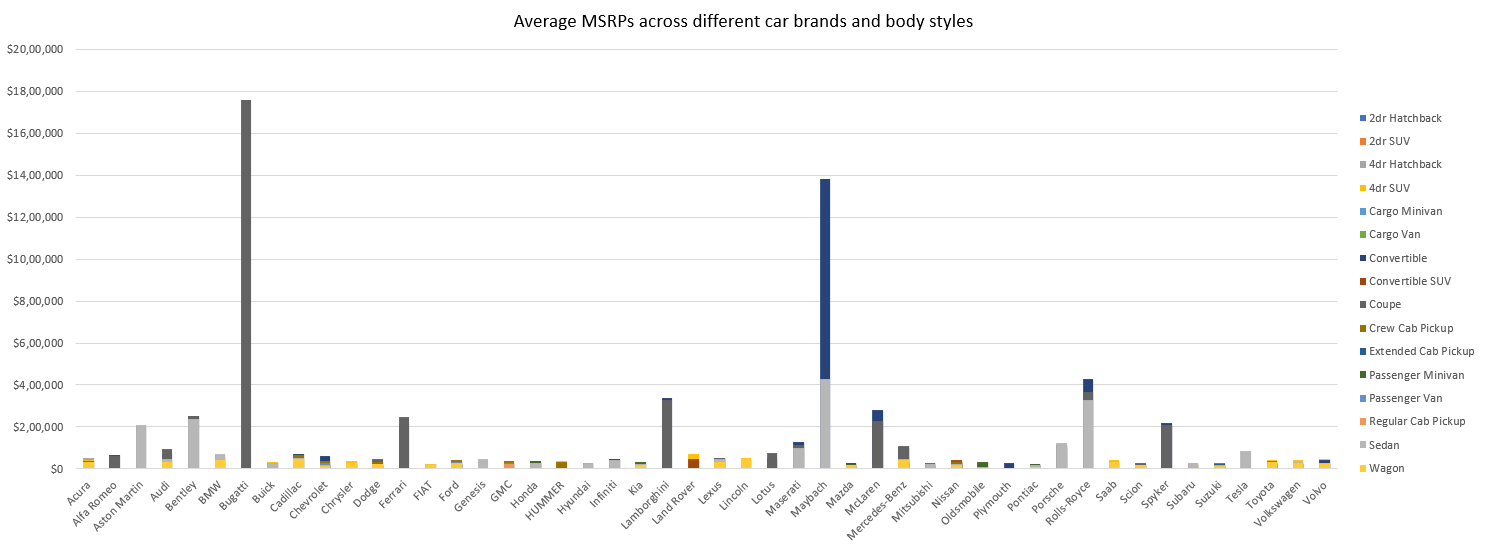 Average MSRPs across different car brands and body styles
$20,00,000
$18,00,000
$16,00,000
$14,00,000
$12,00,000
$10,00,000
$8,00,000
$6,00,000
$4,00,000
$2,00,000
$0
Acura
Alfa Romeo
Aston Martin
Audi
Bentley
BMW
Bugatti
Buick
Cadillac
Chevrolet
Chrysler
Dodge
Ferrari
FIAT
Ford
Genesis
GMC
Honda
HUMMER
Hyundai
Infiniti
Kia
Lamborghini
Land Rover
Lexus
Lincoln
Lotus
Maserati
Maybach
Mazda
McLaren
Mercedes-Benz
Mitsubishi
Nissan
Oldsmobile
Plymouth
Pontiac
Porsche
Rolls-Royce
Saab
Scion
Spyker
Subaru
Suzuki
Tesla
Toyota
Volkswagen
Volvo
2dr Hatchback
2dr SUV
4dr Hatchback
4dr SUV
Cargo Minivan
Cargo Van
Convertible
Convertible SUV
Coupe
Crew Cab Pickup
Extended Cab Pickup
Passenger Minivan
Passenger Van
Regular Cab Pickup
Sedan
Wagon